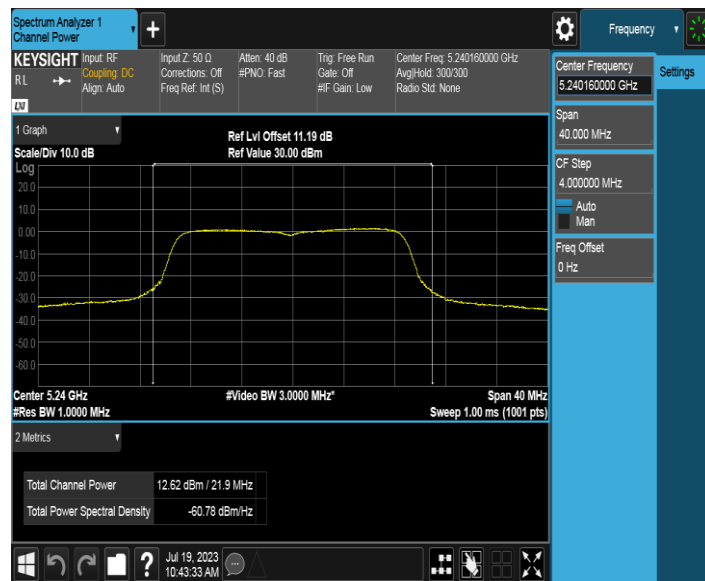 Spectrum Analyzer 1
Channel Power
+
Frequency
KEYSIGHT
RL
LXI
Input: RF
Coupling: DC
Align: Auto
Input Z: 50 Ω
Corrections: Off
Freq Ref: Int (S)
Atten: 40 dB
#PNO: Fast
Trig: Free Run
Gate: Off
#IF Gain: Low
Center Freq: 5.240160000 GHz
Avg|Hold: 300/300
Radio Std: None
Center Frequency
5.240160000 GHz
Settings
Span
40.000 MHz
CF Step
4.000000 MHz
Auto
Man
Freq Offset
0 Hz
1 Graph
Scale/Div 10.0 dB
Ref Lvl Offset 11.19 dB
Ref Value 30.00 dBm
Log
20.0
10.0
0.00
-10.0
-20.0
-30.0
-40.0
-50.0
-60.0
Center 5.24 GHz
#Video BW 3.0000 MHz*
Span 40 MHz
#Res BW 1.0000 MHz
Sweep 1.00 ms (1001 pts)
2 Metrics
Total Channel Power 12.62 dBm / 21.9 MHz
Total Power Spectral Density -60.78 dBm/Hz
?
Jul 19, 2023
10:43:33 AM